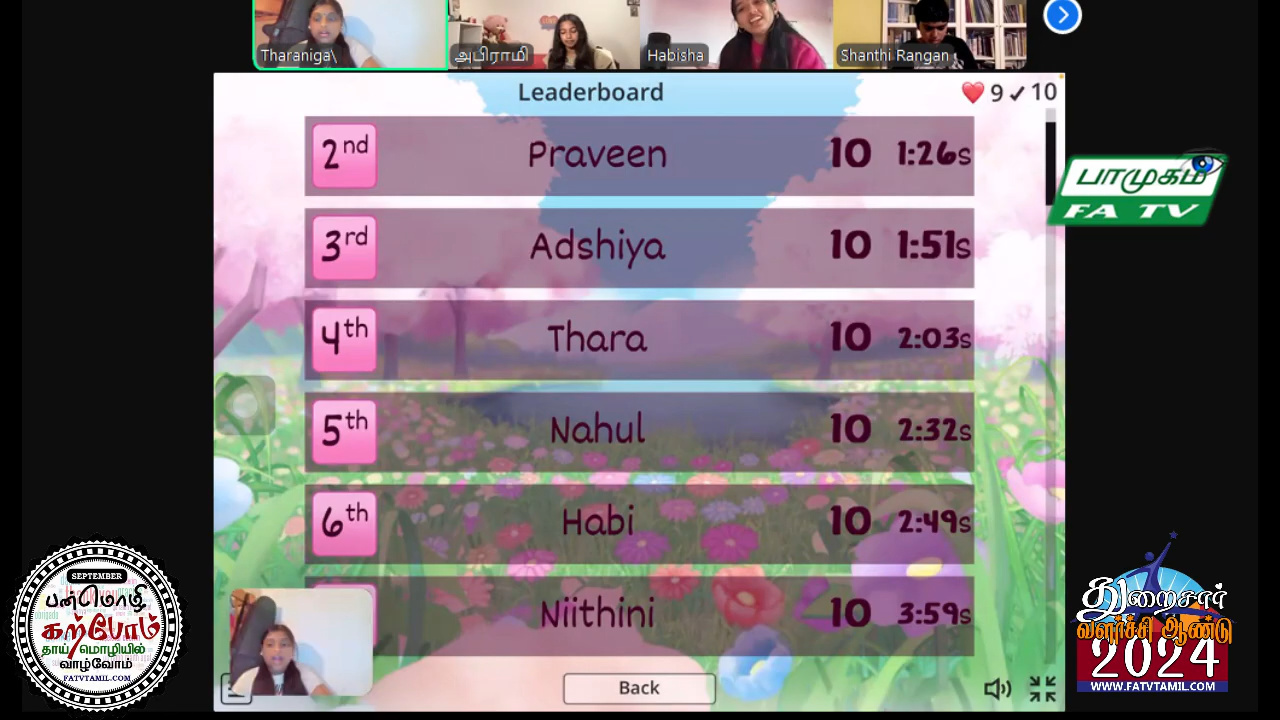 Tharaniga\
அபிராமி
Habisha
Shanthi Rangan
Leaderboard
9 ✓ 10
2nd Praveen 10 1:26s
3rd Adshiya 10 1:51s
4th Thara 10 2:03s
5th Nahul 10 2:32s
6th Habi 10 2:49s
Niithini 10 3:59s
Back
பாமுகம்
FA TV
SEPTEMBER
பன்மொழி
கற்போம்
தாய் மொழியில்
வாழ்வோம்
FATVTAMIL.COM
துறைசார்
வளர்ச்சி ஆண்டு
2024
WWW.FATVTAMIL.COM